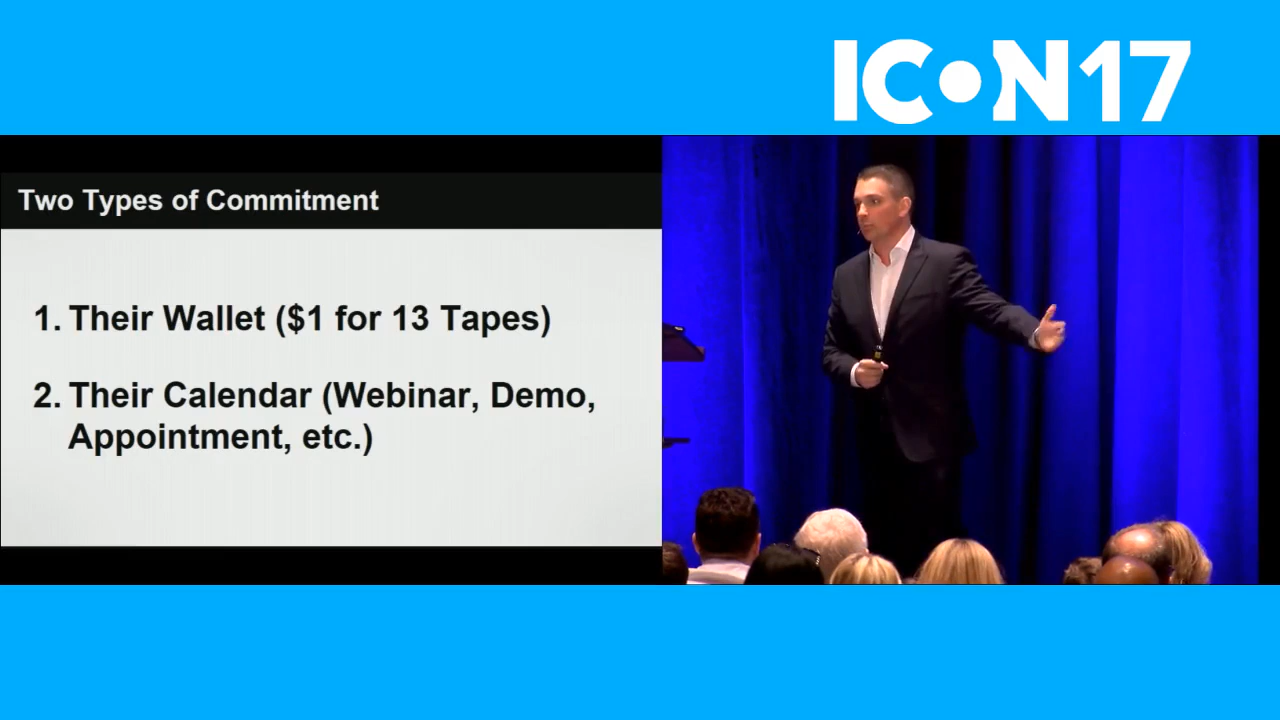 ICON17
Two Types of Commitment
1. Their Wallet ($1 for 13 Tapes)
2. Their Calendar (Webinar, Demo,
Appointment, etc.)